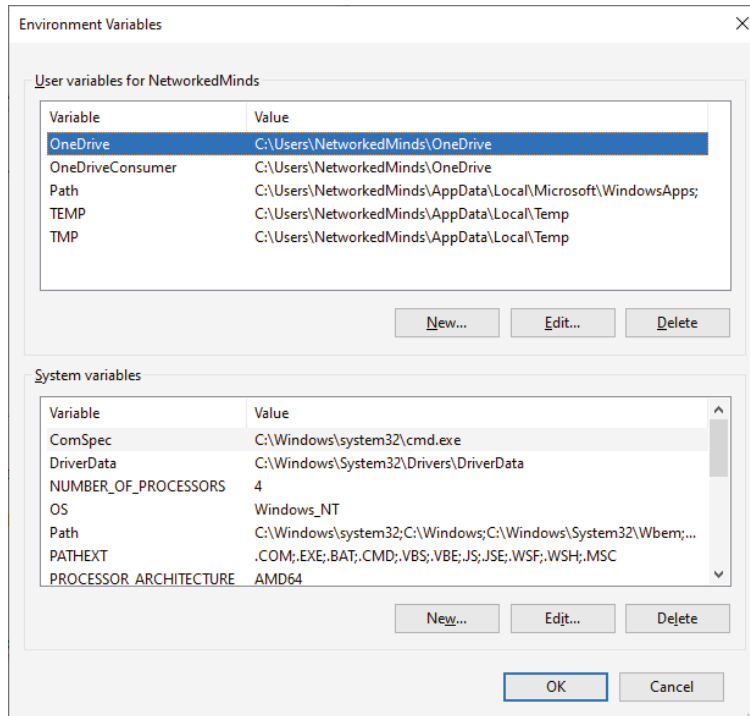 Environment Variables
User variables for NetworkedMinds
Variable Value
OneDrive C:\Users\NetworkedMinds\OneDrive
OneDriveConsumer C:\Users\NetworkedMinds\OneDrive
Path C:\Users\NetworkedMinds\AppData\Local\Microsoft\WindowsApps;
TEMP C:\Users\NetworkedMinds\AppData\Local\Temp
TMP C:\Users\NetworkedMinds\AppData\Local\Temp
New... Edit... Delete
System variables
Variable Value
ComSpec C:\Windows\system32\cmd.exe
DriverData C:\Windows\System32\Drivers\DriverData
NUMBER_OF_PROCESSORS 4
OS Windows_NT
Path C:\Windows\system32;C:\Windows;C:\Windows\System32\Wbem;...
PATHEXT .COM;.EXE;.BAT;.CMD;.VBS;.VBE;.JS;.JSE;.WSF;.WSH;.MSC
PROCESSOR_ARCHITECTURE AMD64
New... Edit... Delete
OK Cancel